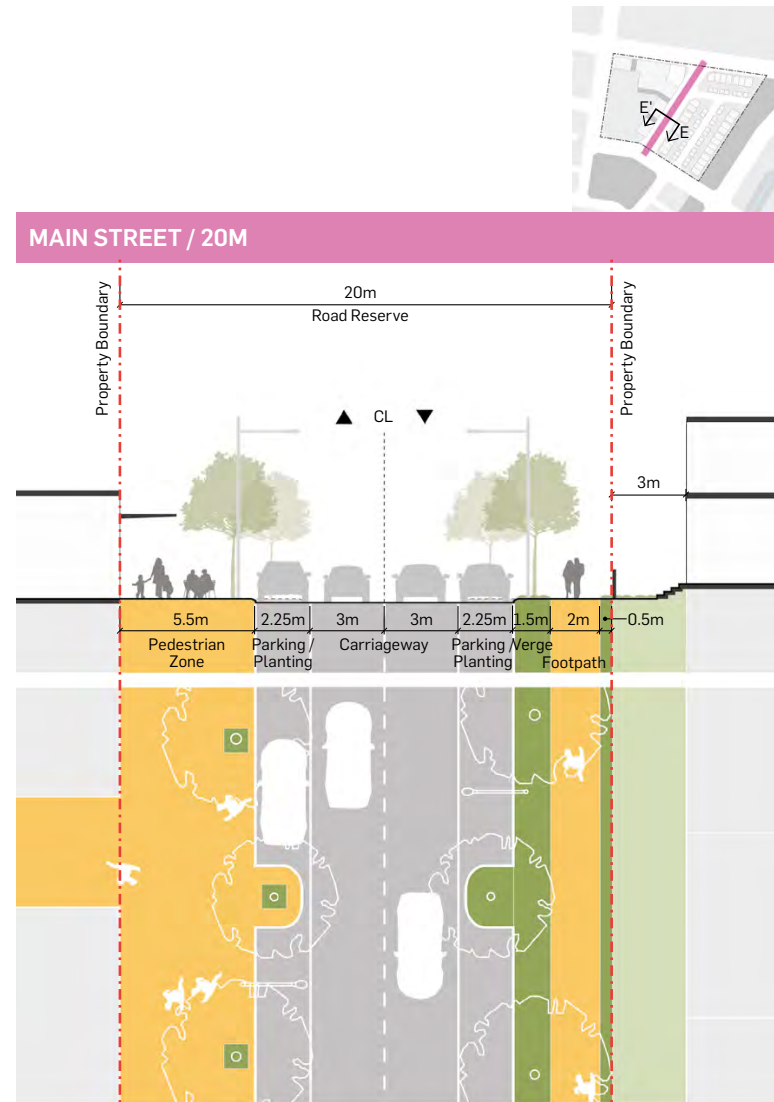 E'
E
MAIN STREET / 20M
Property Boundary
20m
Road Reserve
Property Boundary
CL
3m
5.5m
2.25m
3m
3m
2.25m
1.5m
2m
0.5m
Pedestrian
Zone
Parking /
Planting
Carriageway
Parking /
Planting
Verge
Footpath